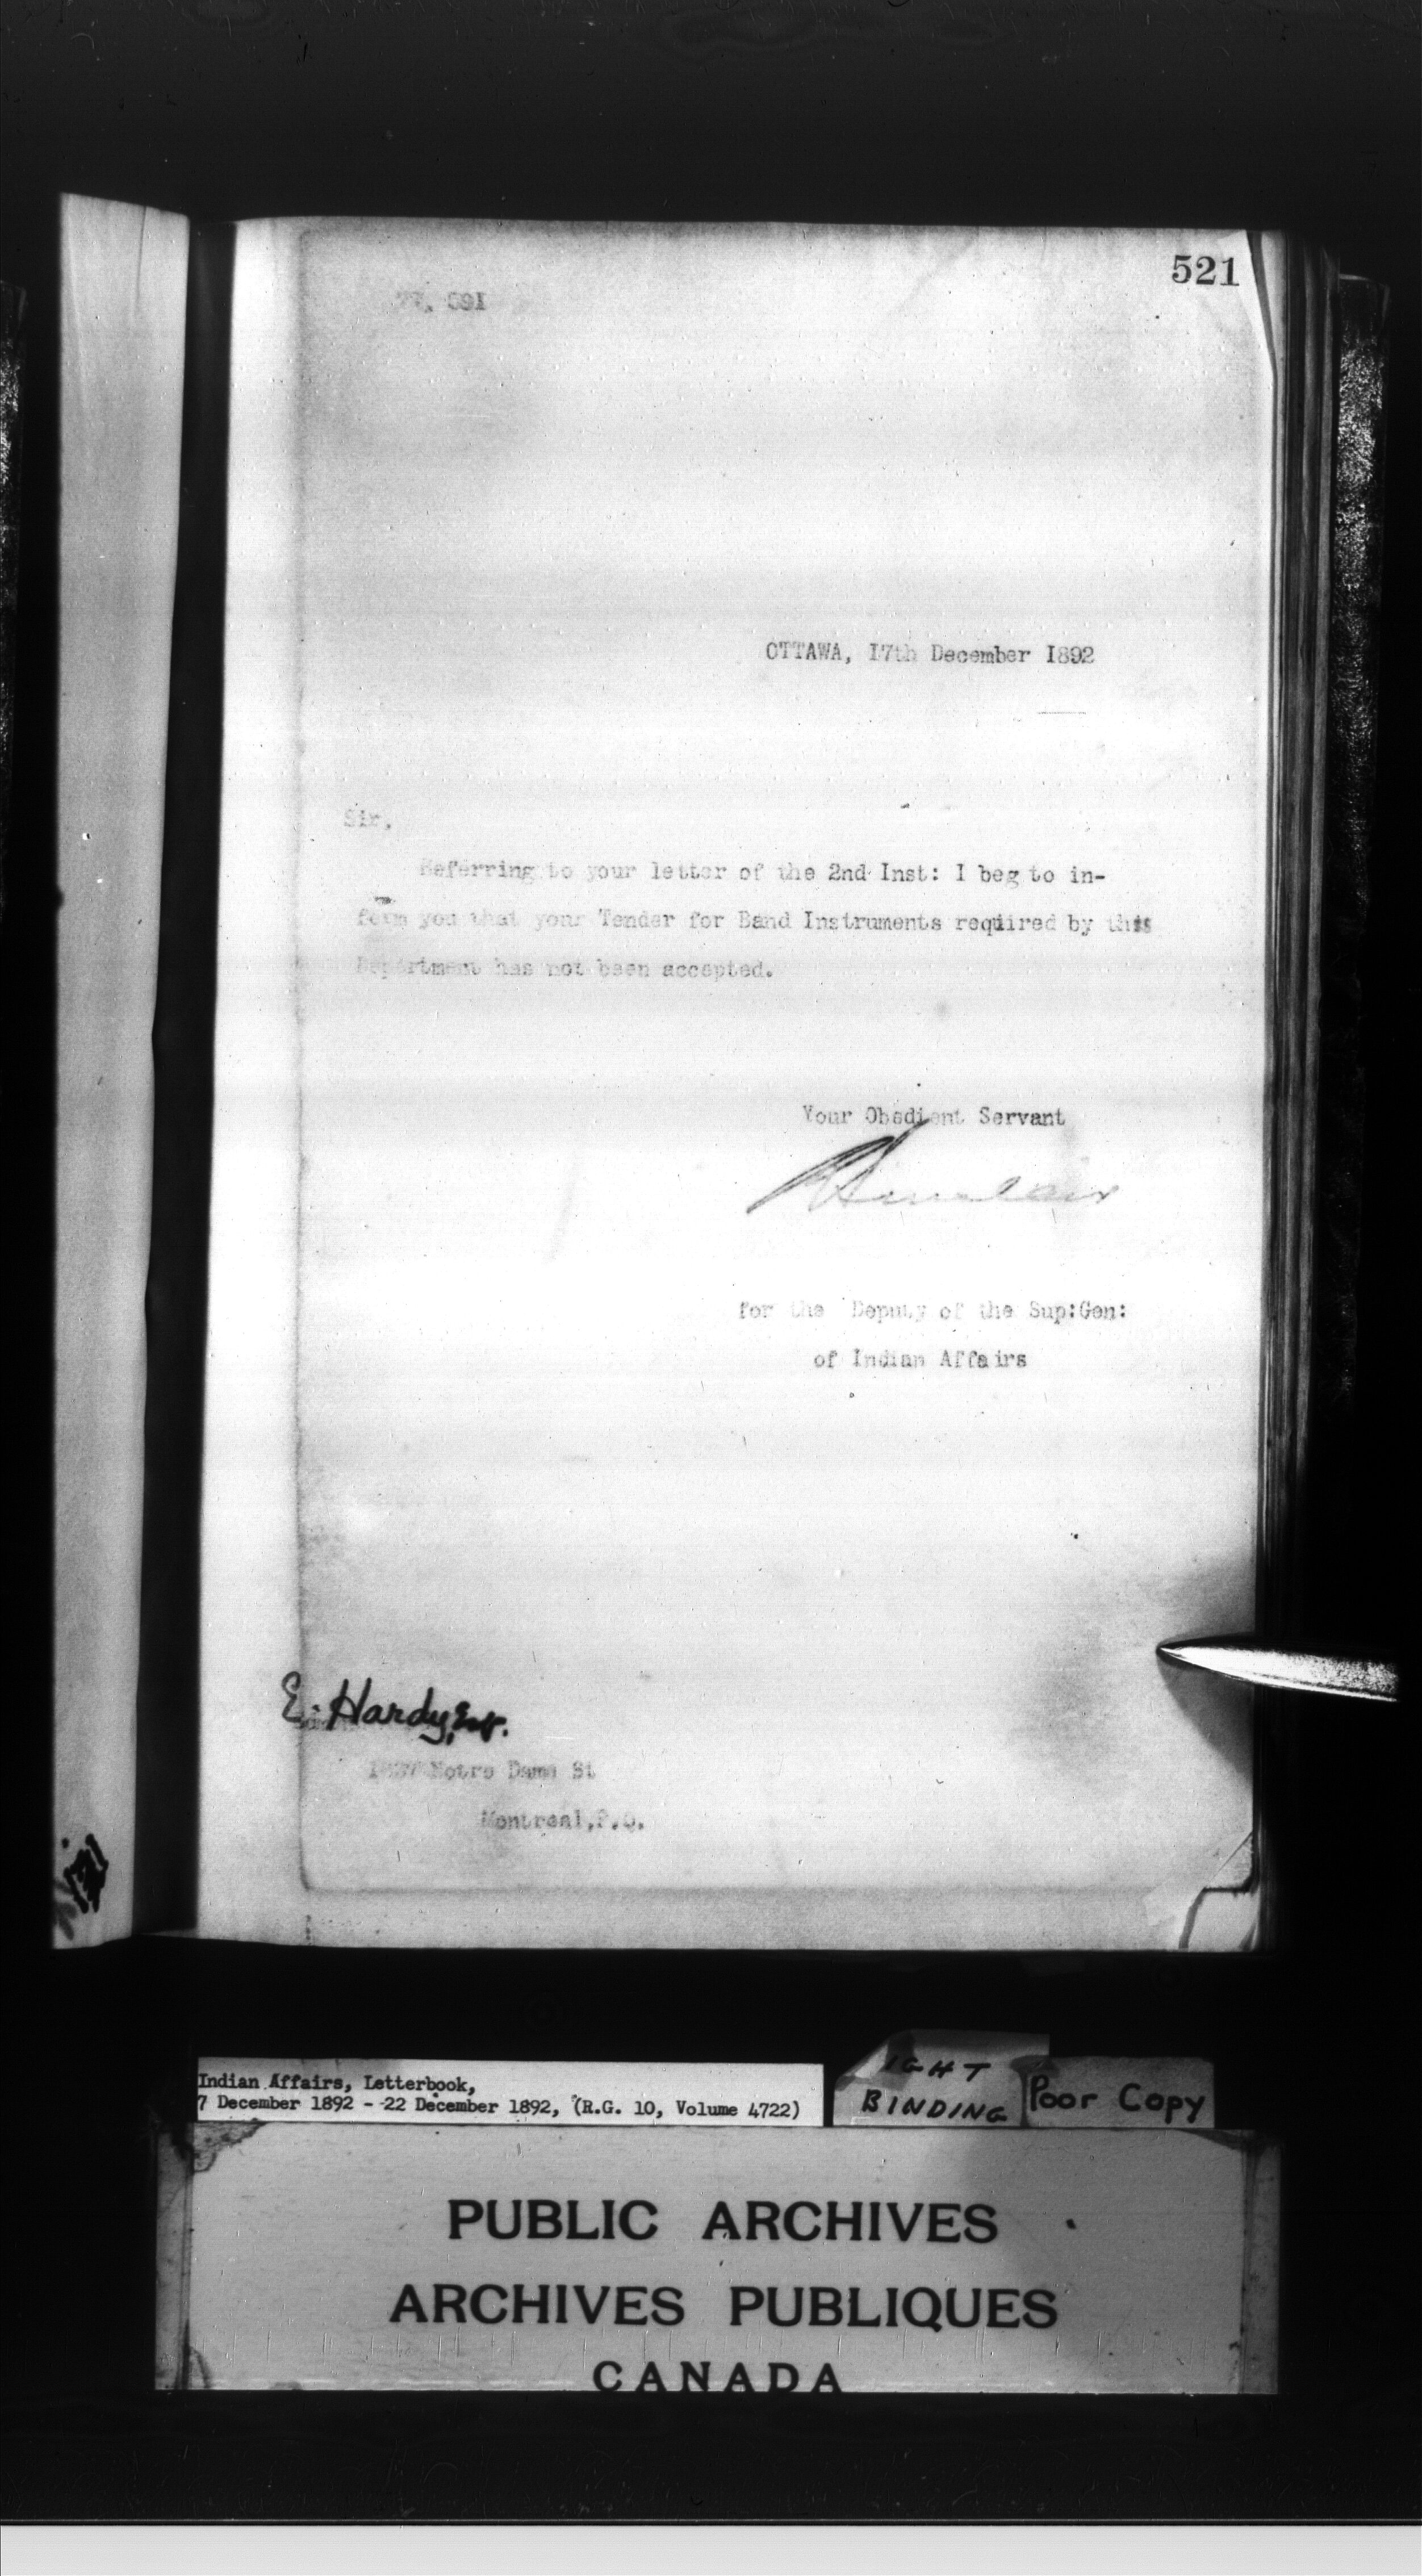 521
OTTAWA, 17th December 1892
Sir,
Referring to your letter of the 2nd Inst: I beg to in-
form you that your Tender for Band Instruments required by this
Department has not been accepted.
Your Obedient Servant
Sinclair
for the Deputy of the Sup:Gen:
of Indian Affairs
E. Hardy, Esq.
Notre Dame St
Montreal, P.Q.
Indian Affairs, Letterbook,
7 December 1892 - 22 December 1892, (R.G. 10, Volume 4722)
IGHT
BINDING
Poor Copy
PUBLIC ARCHIVES
ARCHIVES PUBLIQUES
CANADA